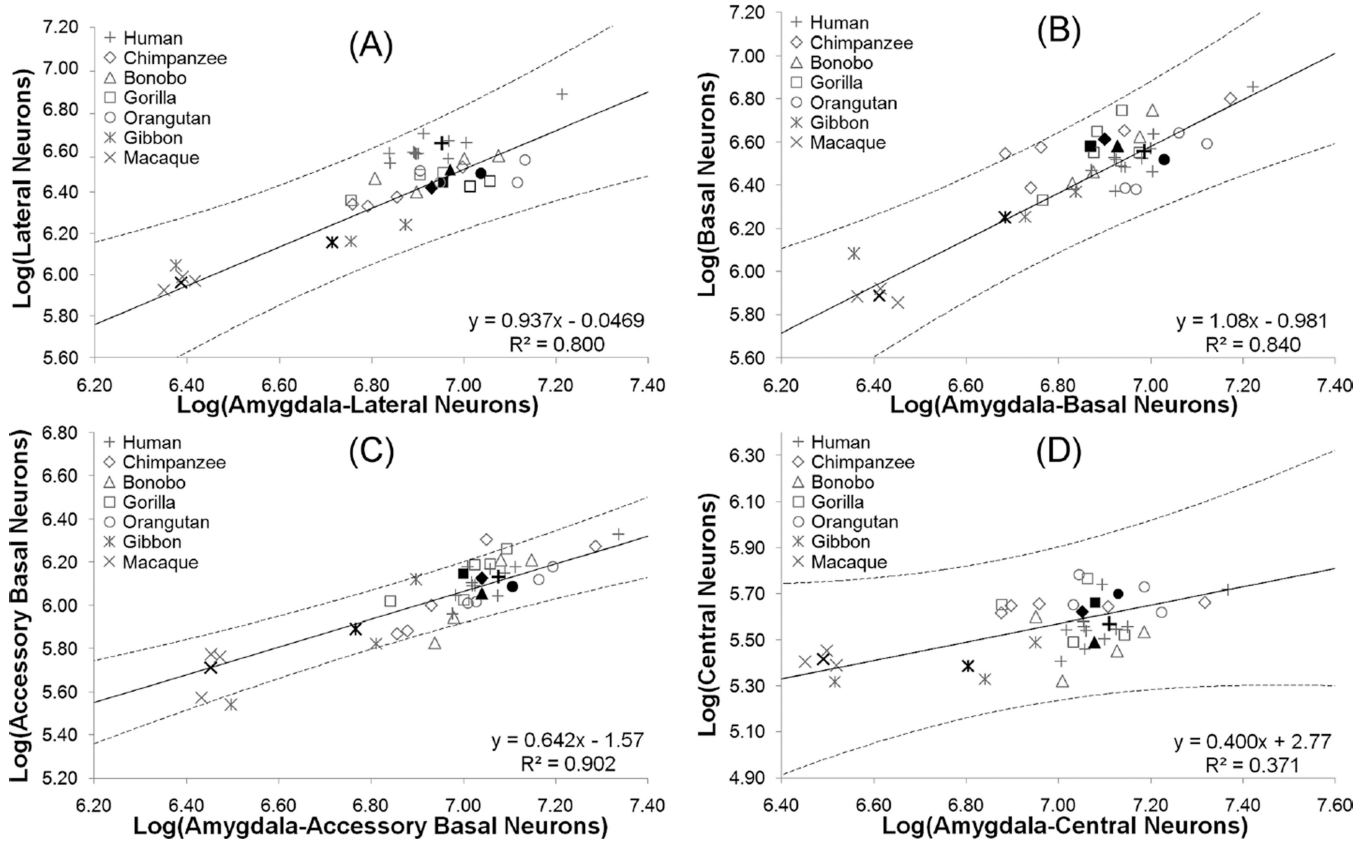 (A)
Log(Lateral Neurons)
7.20
7.00
6.80
6.60
6.40
6.20
6.00
5.80
5.60
Human
Chimpanzee
Bonobo
Gorilla
Orangutan
Gibbon
Macaque
y = 0.937x - 0.0469
R² = 0.800
6.20 6.40 6.60 6.80 7.00 7.20 7.40
Log(Amygdala-Lateral Neurons)
(B)
Log(Basal Neurons)
7.20
7.00
6.80
6.60
6.40
6.20
6.00
5.80
5.60
Human
Chimpanzee
Bonobo
Gorilla
Orangutan
Gibbon
Macaque
y = 1.08x - 0.981
R² = 0.840
6.20 6.40 6.60 6.80 7.00 7.20 7.40
Log(Amygdala-Basal Neurons)
(C)
Log(Accessory Basal Neurons)
6.80
6.60
6.40
6.20
6.00
5.80
5.60
5.40
5.20
Human
Chimpanzee
Bonobo
Gorilla
Orangutan
Gibbon
Macaque
y = 0.642x - 1.57
R² = 0.902
6.20 6.40 6.60 6.80 7.00 7.20 7.40
Log(Amygdala-Accessory Basal Neurons)
(D)
Log(Central Neurons)
6.30
6.10
5.90
5.70
5.50
5.30
5.10
4.90
Human
Chimpanzee
Bonobo
Gorilla
Orangutan
Gibbon
Macaque
y = 0.400x + 2.77
R² = 0.371
6.40 6.60 6.80 7.00 7.20 7.40 7.60
Log(Amygdala-Central Neurons)